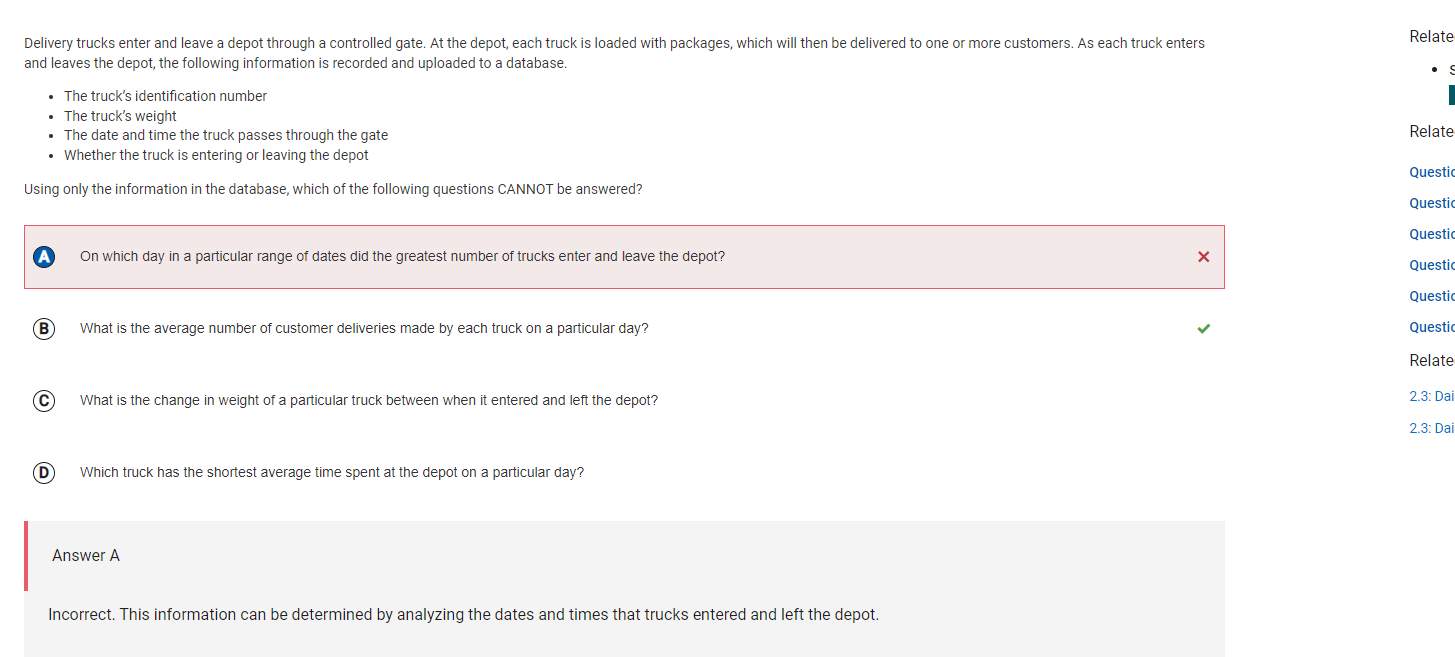 Delivery trucks enter and leave a depot through a controlled gate. At the depot, each truck is loaded with packages, which will then be delivered to one or more customers. As each truck enters
and leaves the depot, the following information is recorded and uploaded to a database.
• The truck's identification number
• The truck's weight
• The date and time the truck passes through the gate
• Whether the truck is entering or leaving the depot
Using only the information in the database, which of the following questions CANNOT be answered?
A On which day in a particular range of dates did the greatest number of trucks enter and leave the depot?
B What is the average number of customer deliveries made by each truck on a particular day?
C What is the change in weight of a particular truck between when it entered and left the depot?
D Which truck has the shortest average time spent at the depot on a particular day?
Answer A
Incorrect. This information can be determined by analyzing the dates and times that trucks entered and left the depot.
Relate
Relate
Questio
Questio
Questio
Questio
Questio
Questio
Relate
2.3: Dai
2.3: Dai